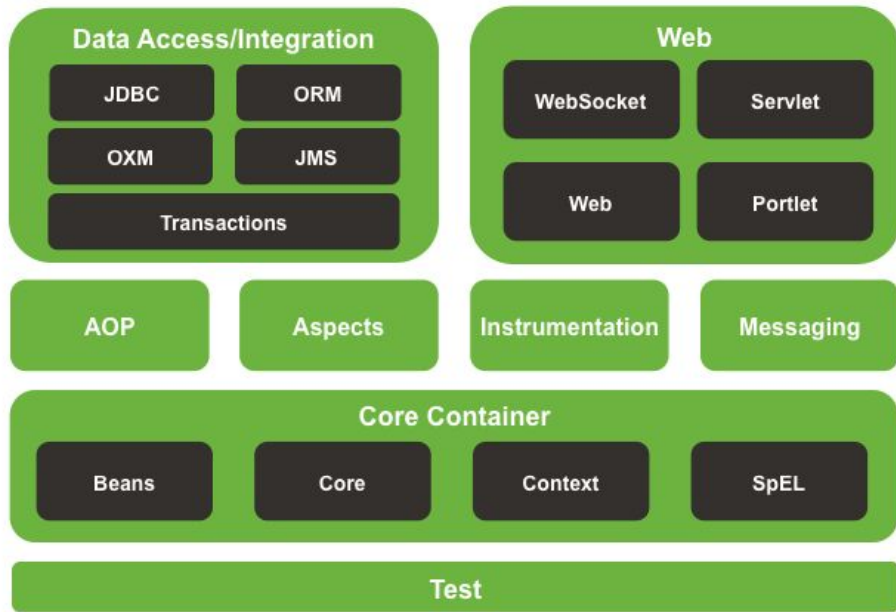 Data Access/Integration
JDBC
ORM
OXM
JMS
Transactions
Web
WebSocket
Servlet
Web
Portlet
AOP
Aspects
Instrumentation
Messaging
Core Container
Beans
Core
Context
SpEL
Test